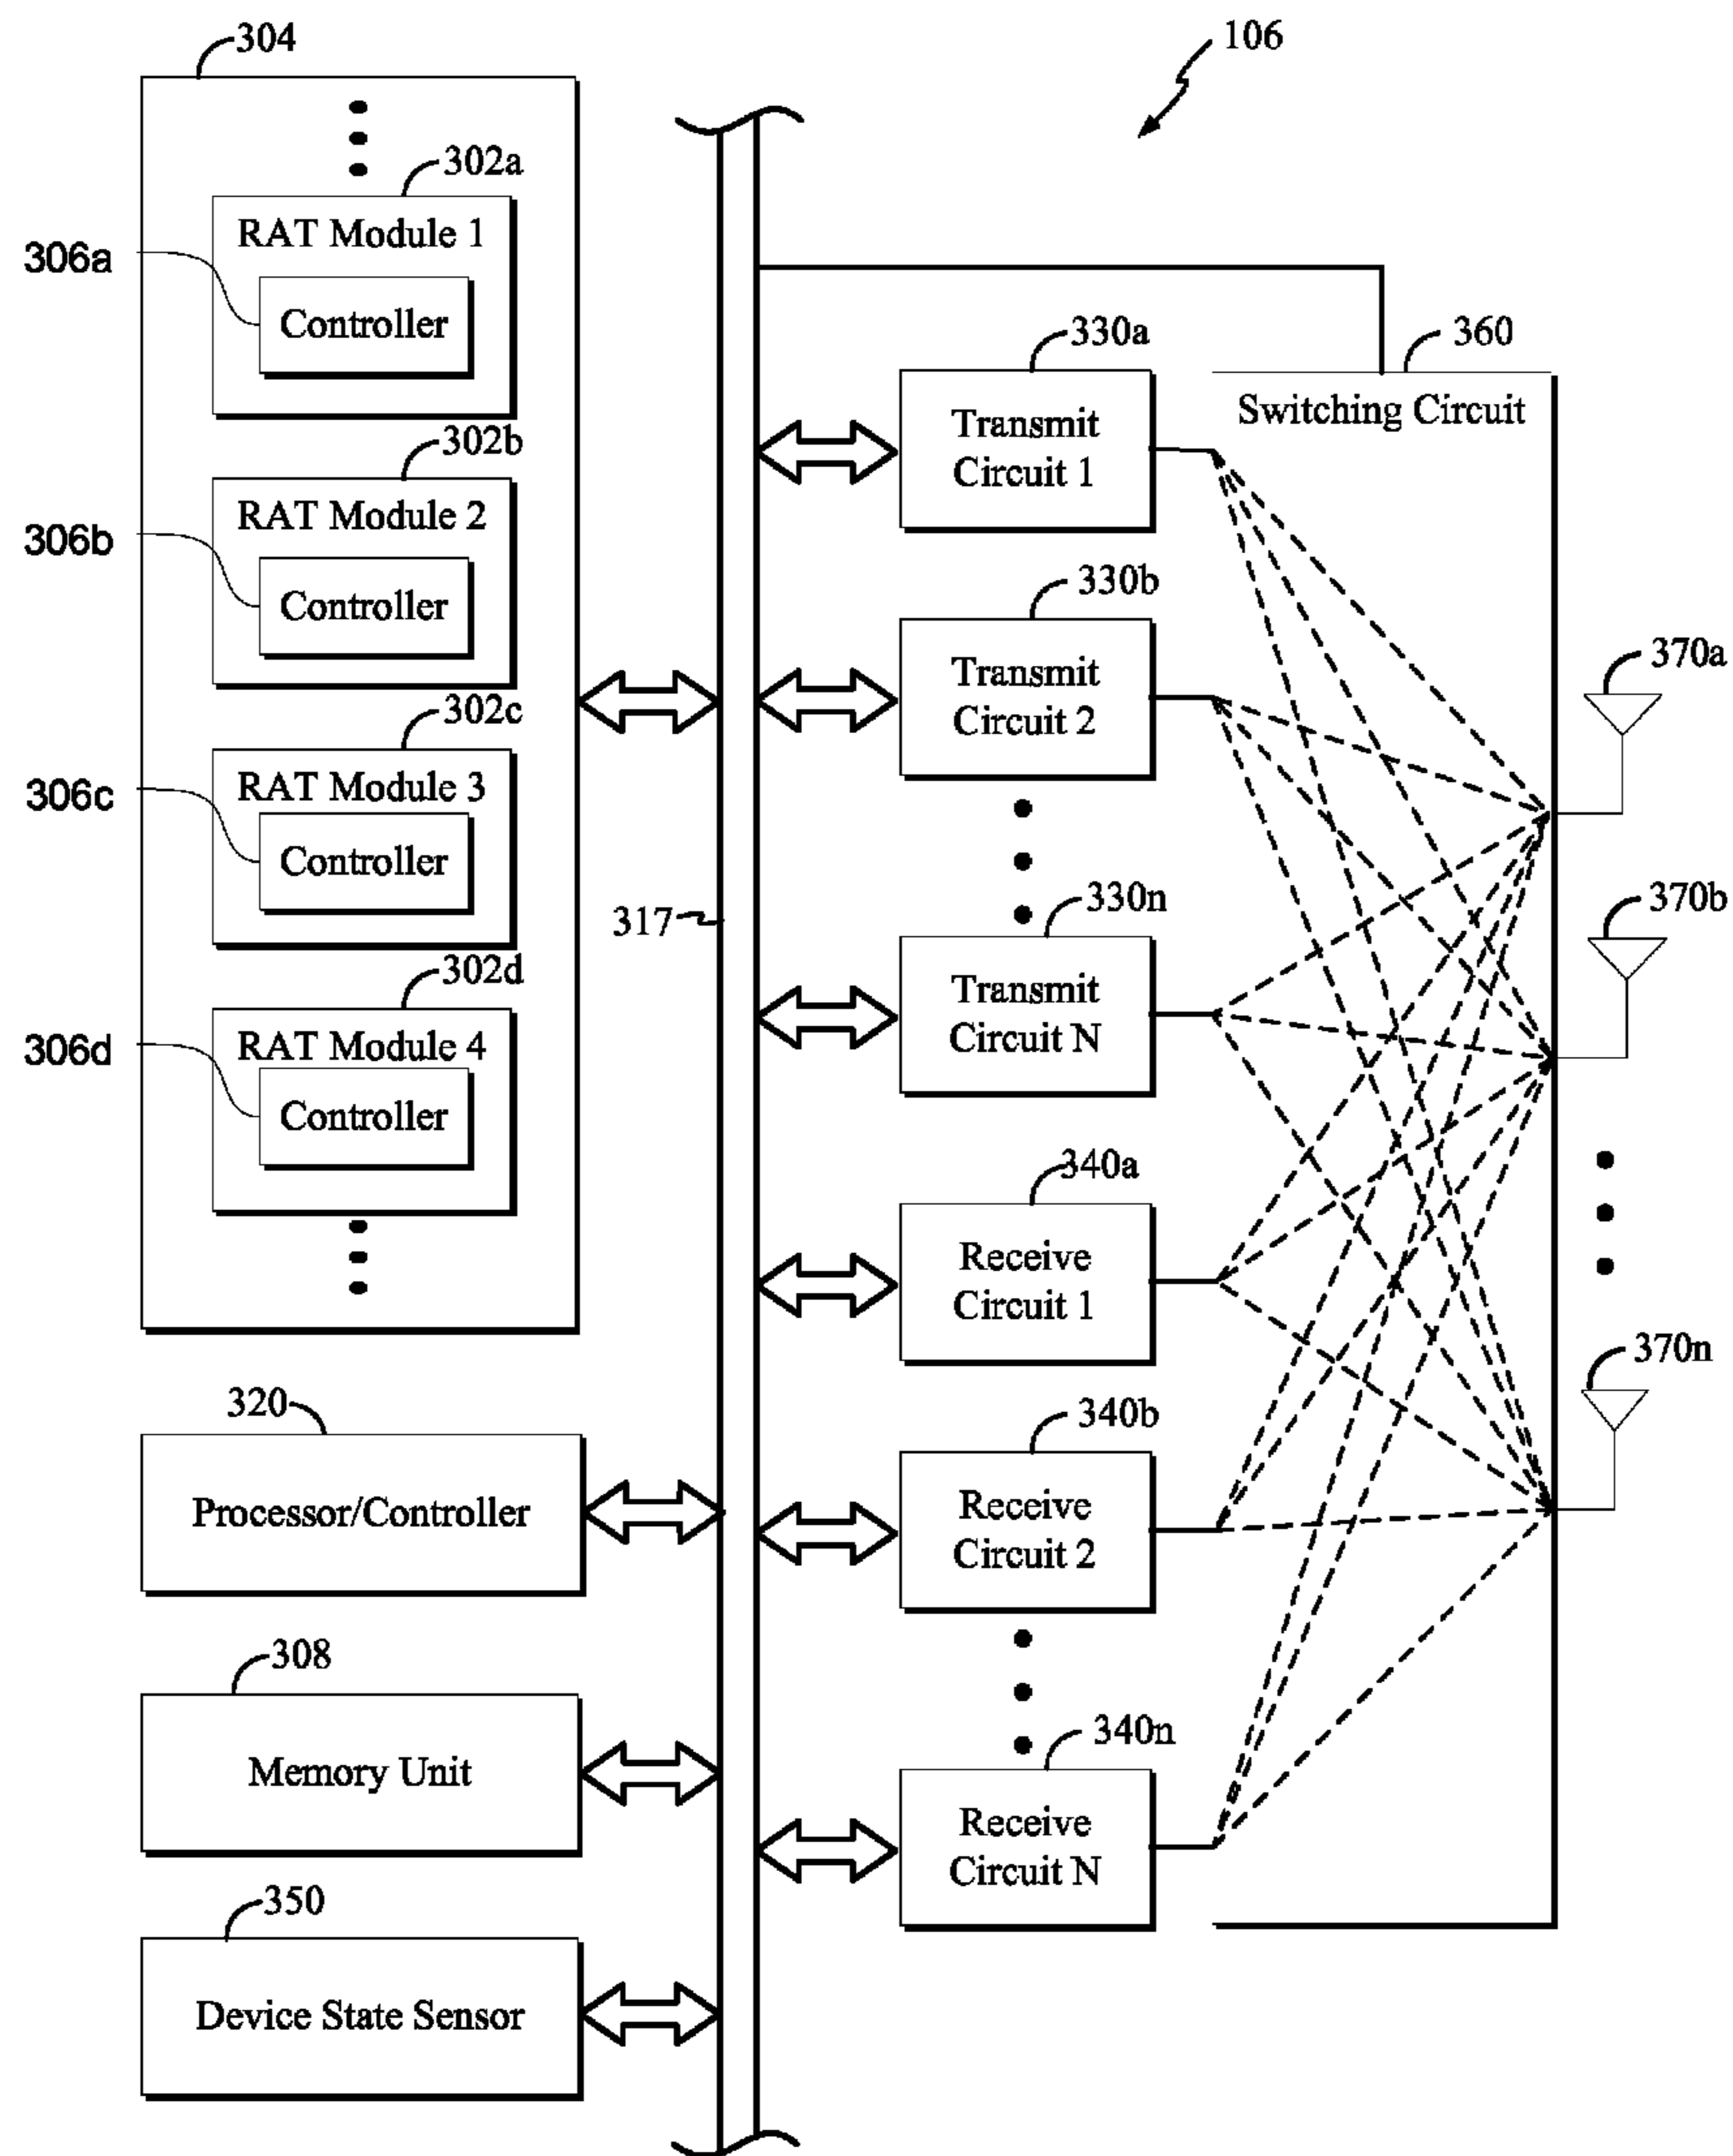 304
106
302a
RAT Module 1
306a
Controller
302b
RAT Module 2
306b
Controller
302c
RAT Module 3
306c
Controller
302d
RAT Module 4
306d
Controller
317
320
Processor/Controller
308
Memory Unit
350
Device State Sensor
330a
Transmit
Circuit 1
330b
Transmit
Circuit 2
330n
Transmit
Circuit N
340a
Receive
Circuit 1
340b
Receive
Circuit 2
340n
Receive
Circuit N
360
Switching Circuit
370a
370b
370n